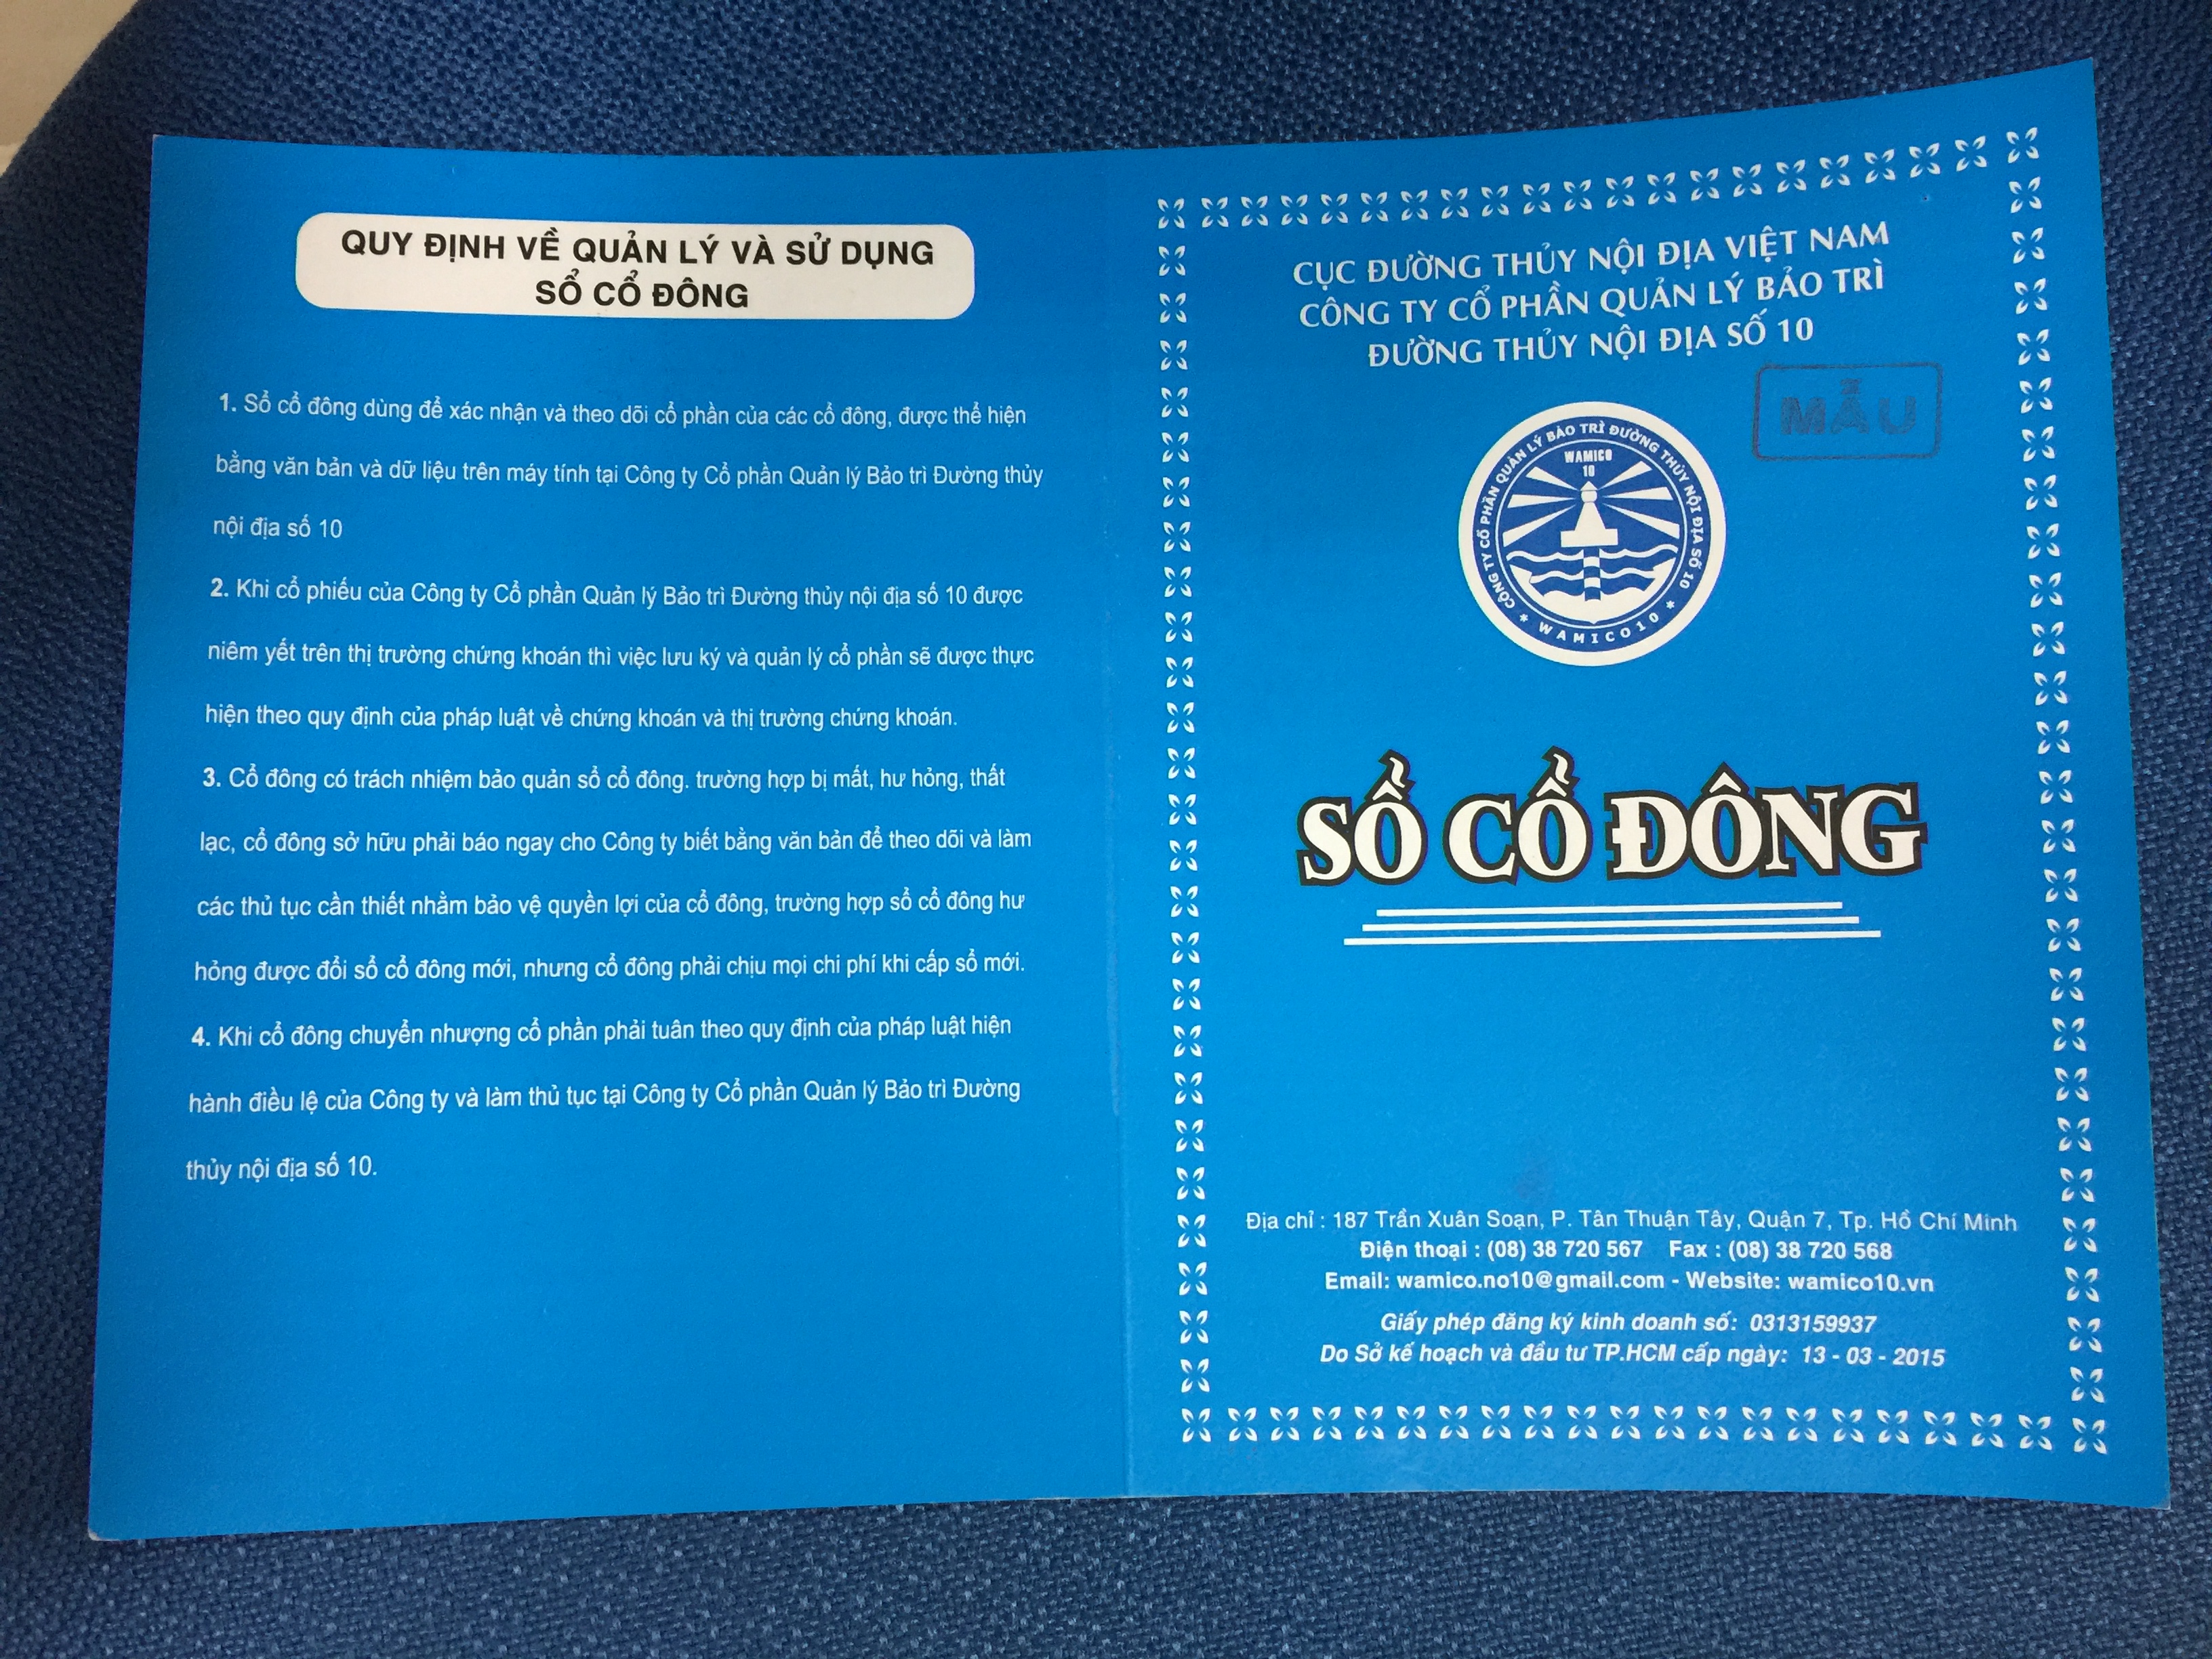 QUY ĐỊNH VỀ QUẢN LÝ VÀ SỬ DỤNG
SỔ CỔ ĐÔNG
1. Sổ cổ đông dùng để xác nhận và theo dõi cổ phần của các cổ đông, được thể hiện
bằng văn bản và dữ liệu trên máy tính tại Công ty Cổ phần Quản lý Bảo trì Đường thủy
nội địa số 10
2. Khi cổ phiếu của Công ty Cổ phần Quản lý Bảo trì Đường thủy nội địa số 10 được
niêm yết trên thị trường chứng khoán thì việc lưu ký và quản lý cổ phần sẽ được thực
hiện theo quy định của pháp luật về chứng khoán và thị trường chứng khoán.
3. Cổ đông có trách nhiệm bảo quản sổ cổ đông. trường hợp bị mất, hư hỏng, thất
lạc, cổ đông sở hữu phải báo ngay cho Công ty biết bằng văn bản để theo dõi và làm
các thủ tục cần thiết nhằm bảo vệ quyền lợi của cổ đông, trường hợp sổ cổ đông hư
hỏng được đổi sổ cổ đông mới, nhưng cổ đông phải chịu mọi chi phí khi cấp sổ mới.
4. Khi cổ đông chuyển nhượng cổ phần phải tuân theo quy định của pháp luật hiện
hành điều lệ của Công ty và làm thủ tục tại Công ty Cổ phần Quản lý Bảo trì Đường
thủy nội địa số 10.
CỤC ĐƯỜNG THỦY NỘI ĐỊA VIỆT NAM
CÔNG TY CỔ PHẦN QUẢN LÝ BẢO TRÌ
ĐƯỜNG THỦY NỘI ĐỊA SỐ 10
MẪU
CÔNG TY CỔ PHẦN QUẢN LÝ BẢO TRÌ ĐƯỜNG THỦY NỘI ĐỊA SỐ 10
WAMICO
10
* WAMICO10 *
SỔ CỔ ĐÔNG
Địa chỉ : 187 Trần Xuân Soạn, P. Tân Thuận Tây, Quận 7, Tp. Hồ Chí Minh
Điện thoại : (08) 38 720 567 Fax : (08) 38 720 568
Email: wamico.no10@gmail.com - Website: wamico10.vn
Giấy phép đăng ký kinh doanh số: 0313159937
Do Sở kế hoạch và đầu tư TP.HCM cấp ngày: 13 - 03 - 2015